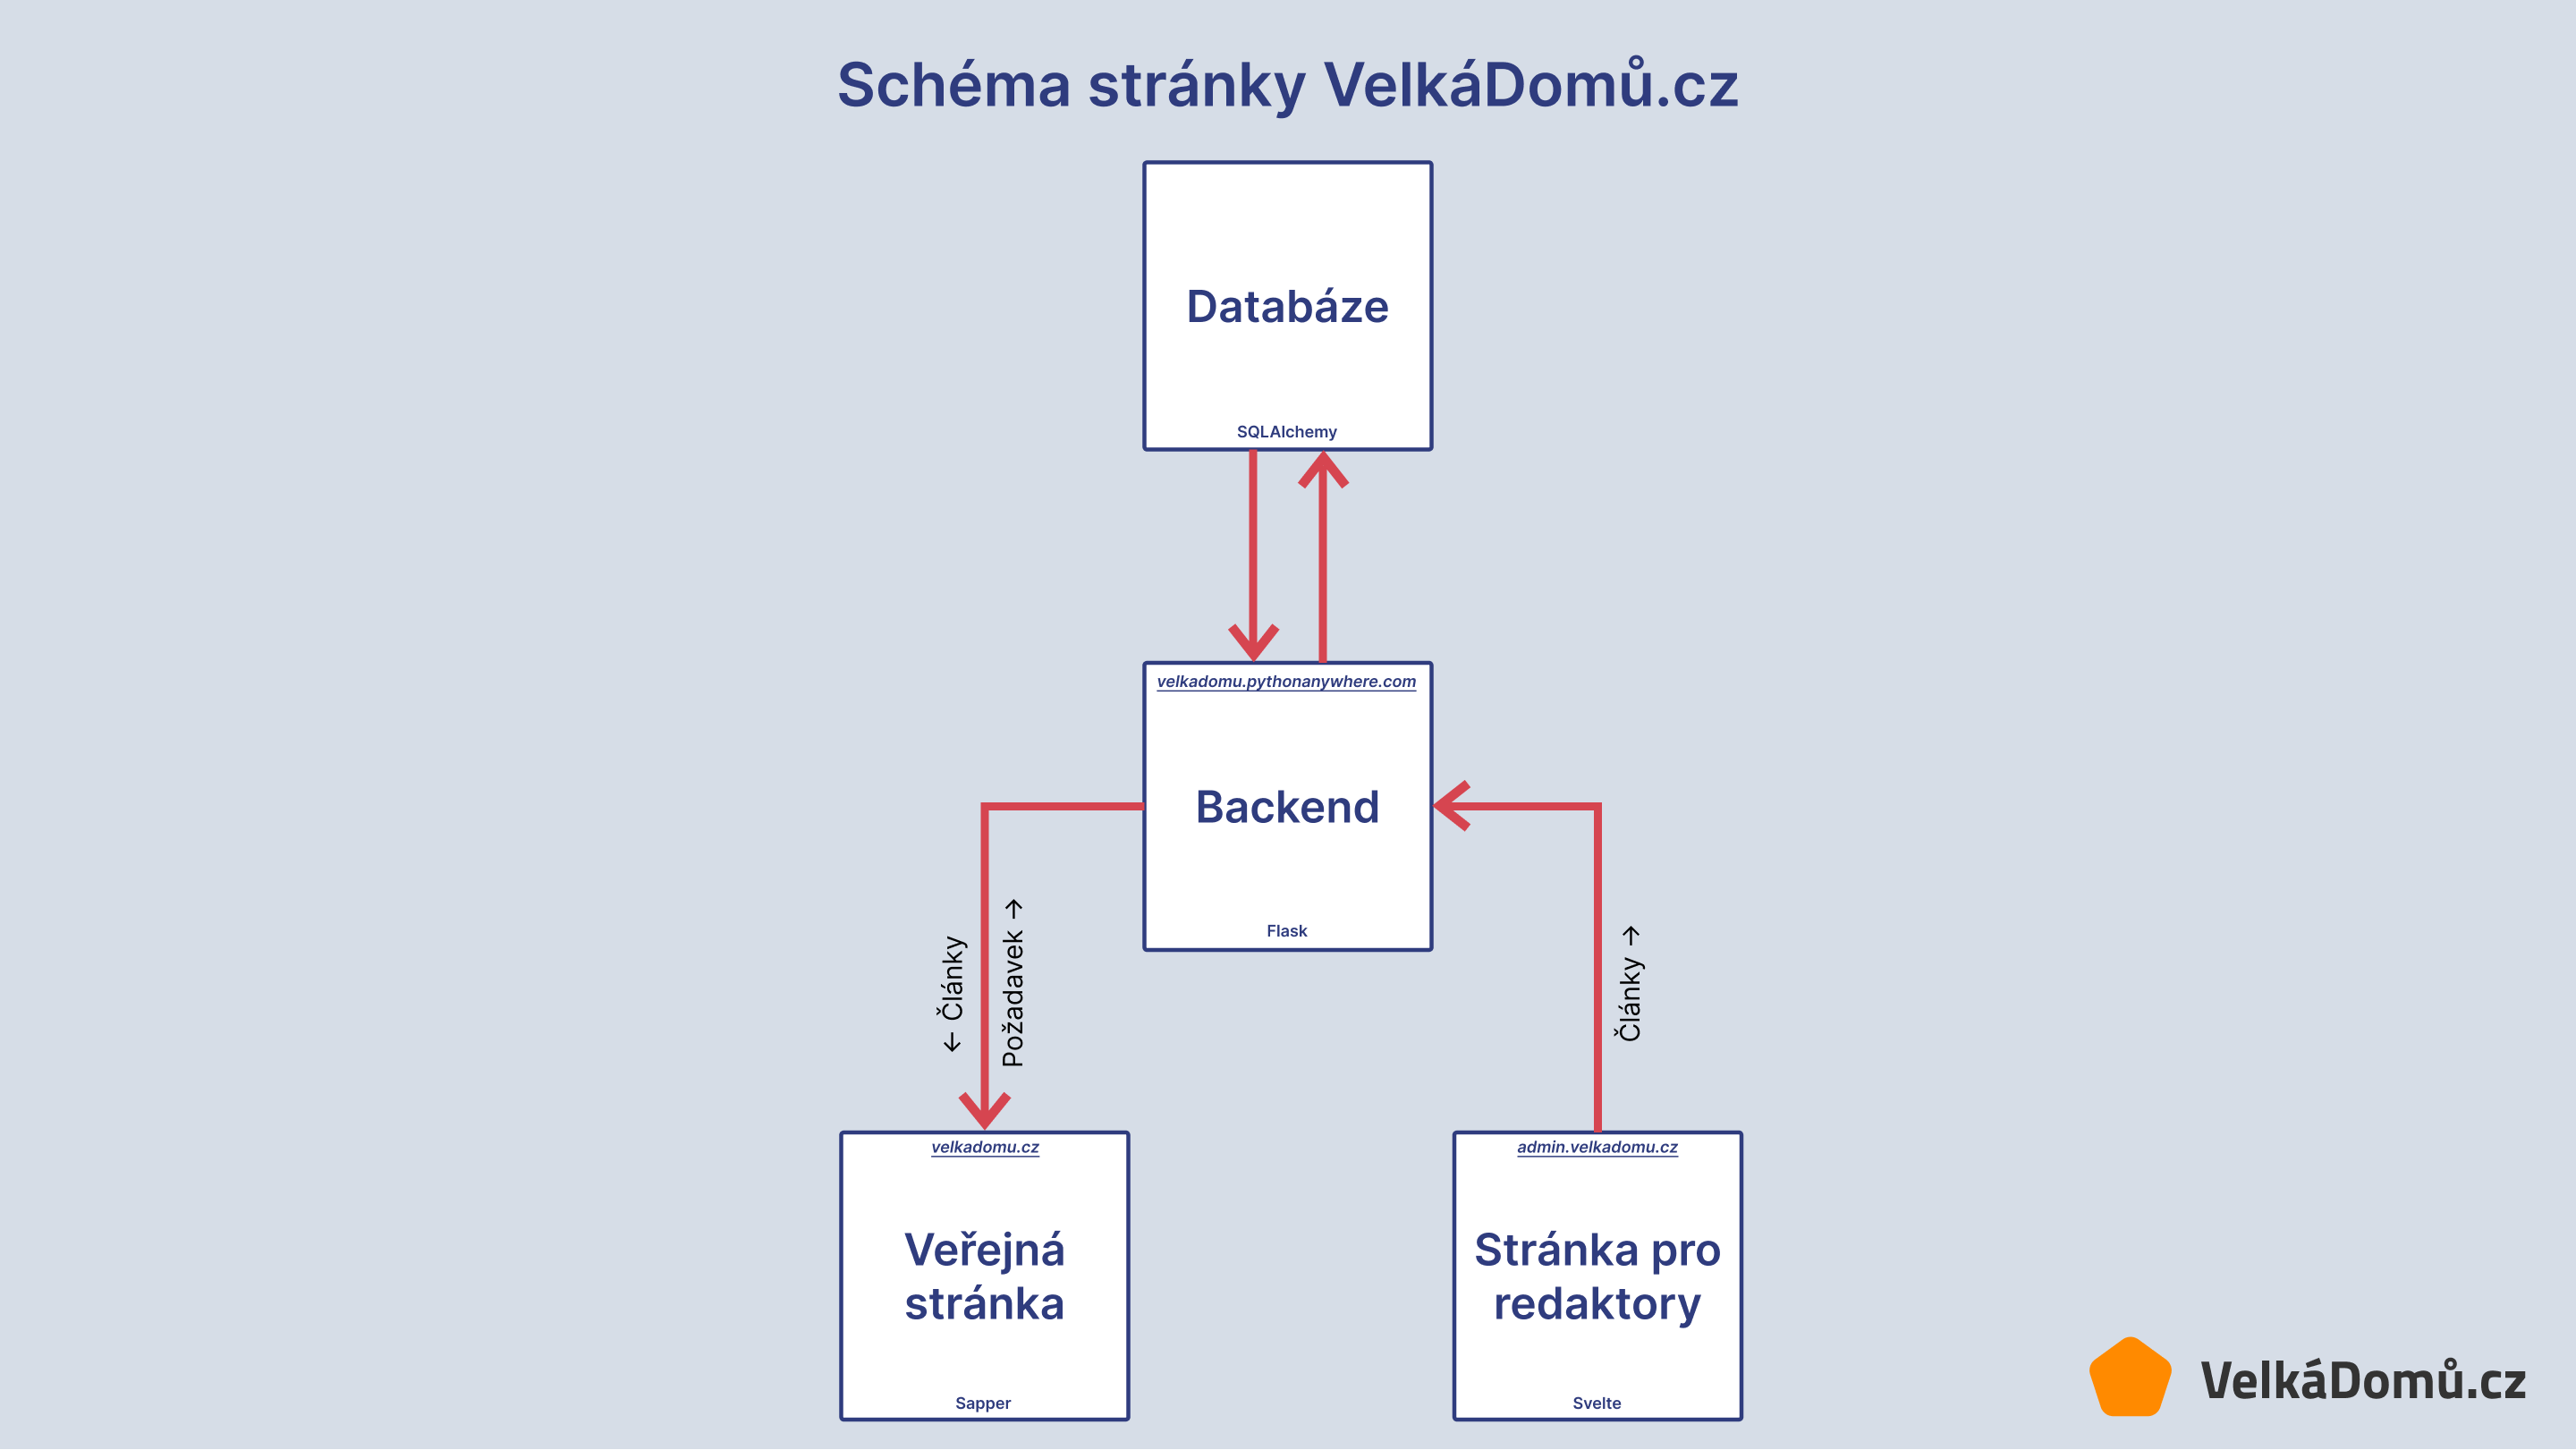 Schéma stránky VelkáDomů.cz
Databáze
SQLAlchemy
velkadomu.pythonanywhere.com
Backend
Flask
← Články
Požadavek →
Články →
velkadomu.cz
Veřejná
stránka
Sapper
admin.velkadomu.cz
Stránka pro
redaktory
Svelte
VelkáDomů.cz